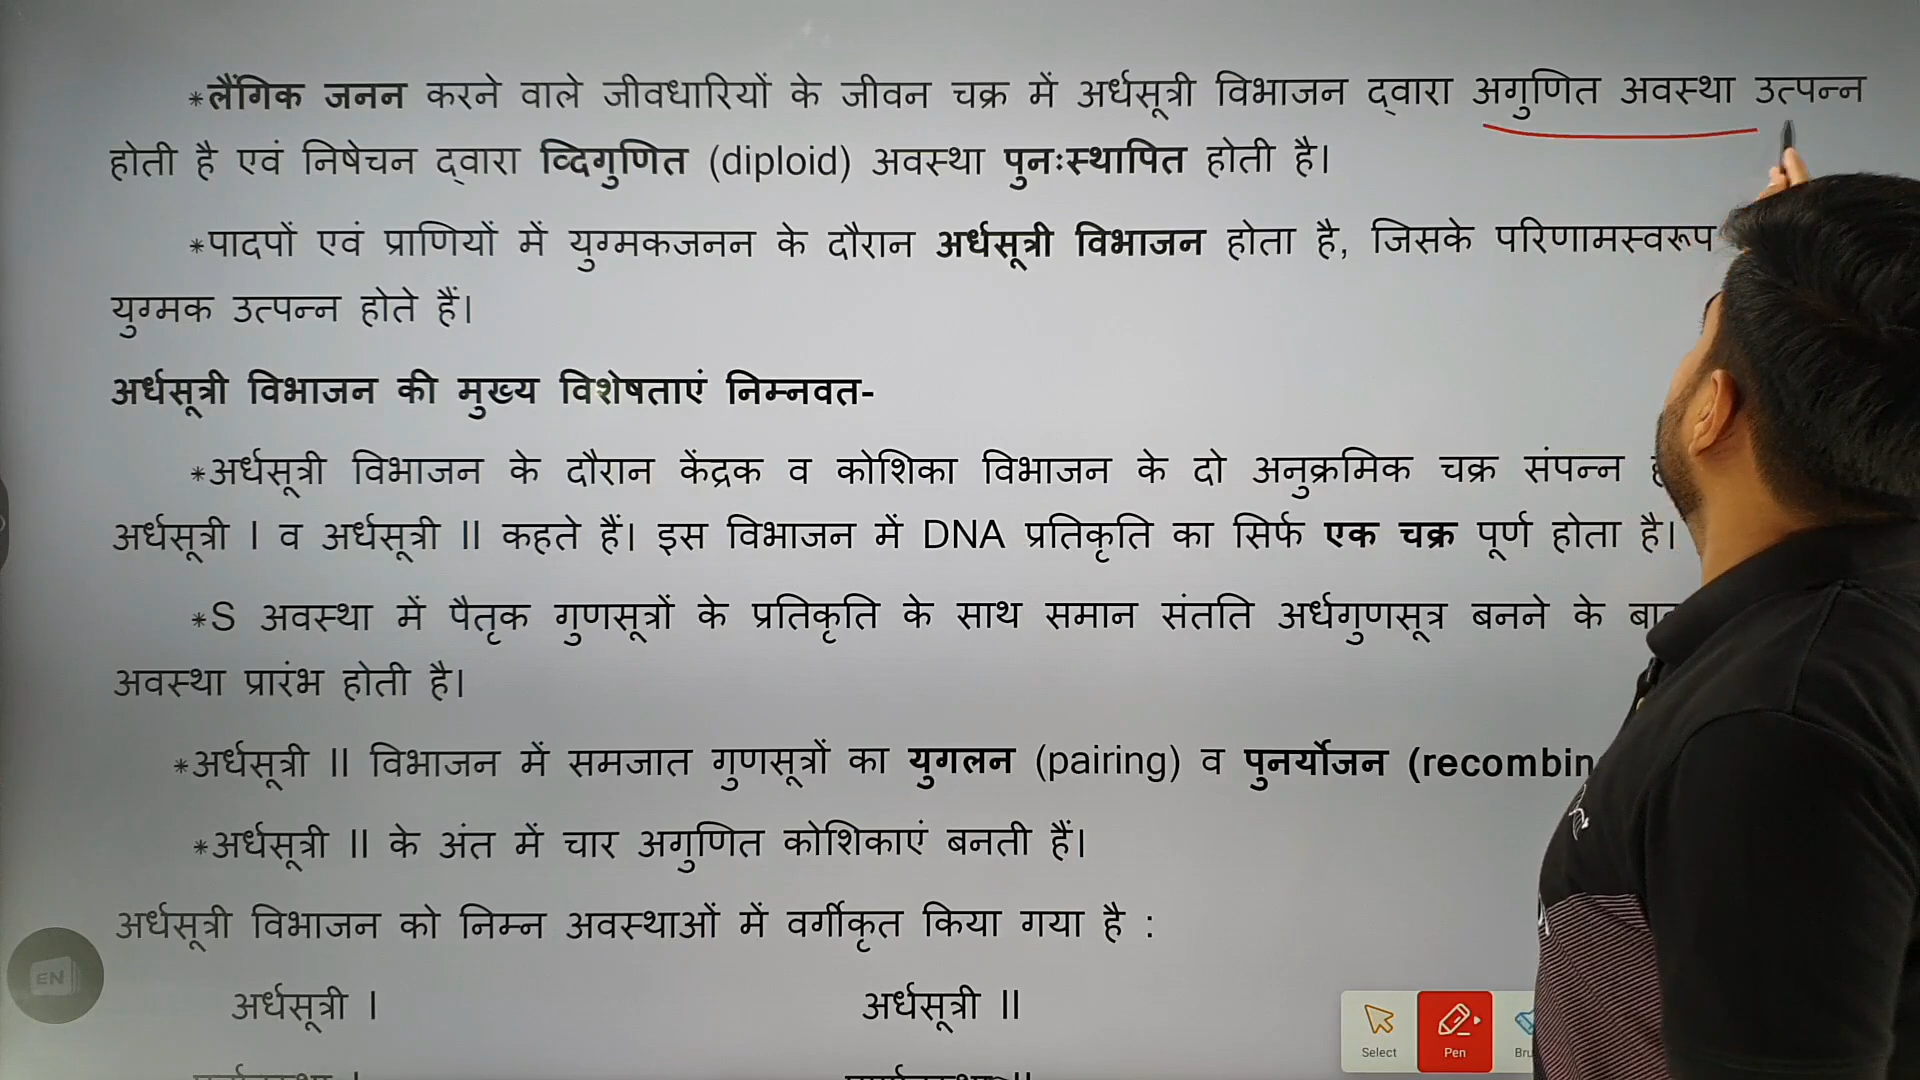 *लैंगिक जनन करने वाले जीवधारियों के जीवन चक्र में अर्धसूत्री विभाजन द्वारा अगुणित अवस्था उत्पन्न
होती है एवं निषेचन द्वारा व्दिगुणित (diploid) अवस्था पुनःस्थापित होती है।
*पादपों एवं प्राणियों में युग्मकजनन के दौरान अर्धसूत्री विभाजन होता है, जिसके परिणामस्वरूप
युग्मक उत्पन्न होते हैं।
अर्धसूत्री विभाजन की मुख्य विशेषताएं निम्नवत-
*अर्धसूत्री विभाजन के दौरान केंद्रक व कोशिका विभाजन के दो अनुक्रमिक चक्र संपन्न
अर्धसूत्री I व अर्धसूत्री II कहते हैं। इस विभाजन में DNA प्रतिकृति का सिर्फ एक चक्र पूर्ण होता है।
*S अवस्था में पैतृक गुणसूत्रों के प्रतिकृति के साथ समान संतति अर्धगुणसूत्र बनने के
अवस्था प्रारंभ होती है।
*अर्धसूत्री II विभाजन में समजात गुणसूत्रों का युगलन (pairing) व पुनर्योजन (recombin
*अर्धसूत्री II के अंत में चार अगुणित कोशिकाएं बनती हैं।
अर्धसूत्री विभाजन को निम्न अवस्थाओं में वर्गीकृत किया गया है :
अर्धसूत्री I अर्धसूत्री II
EN
Select Pen